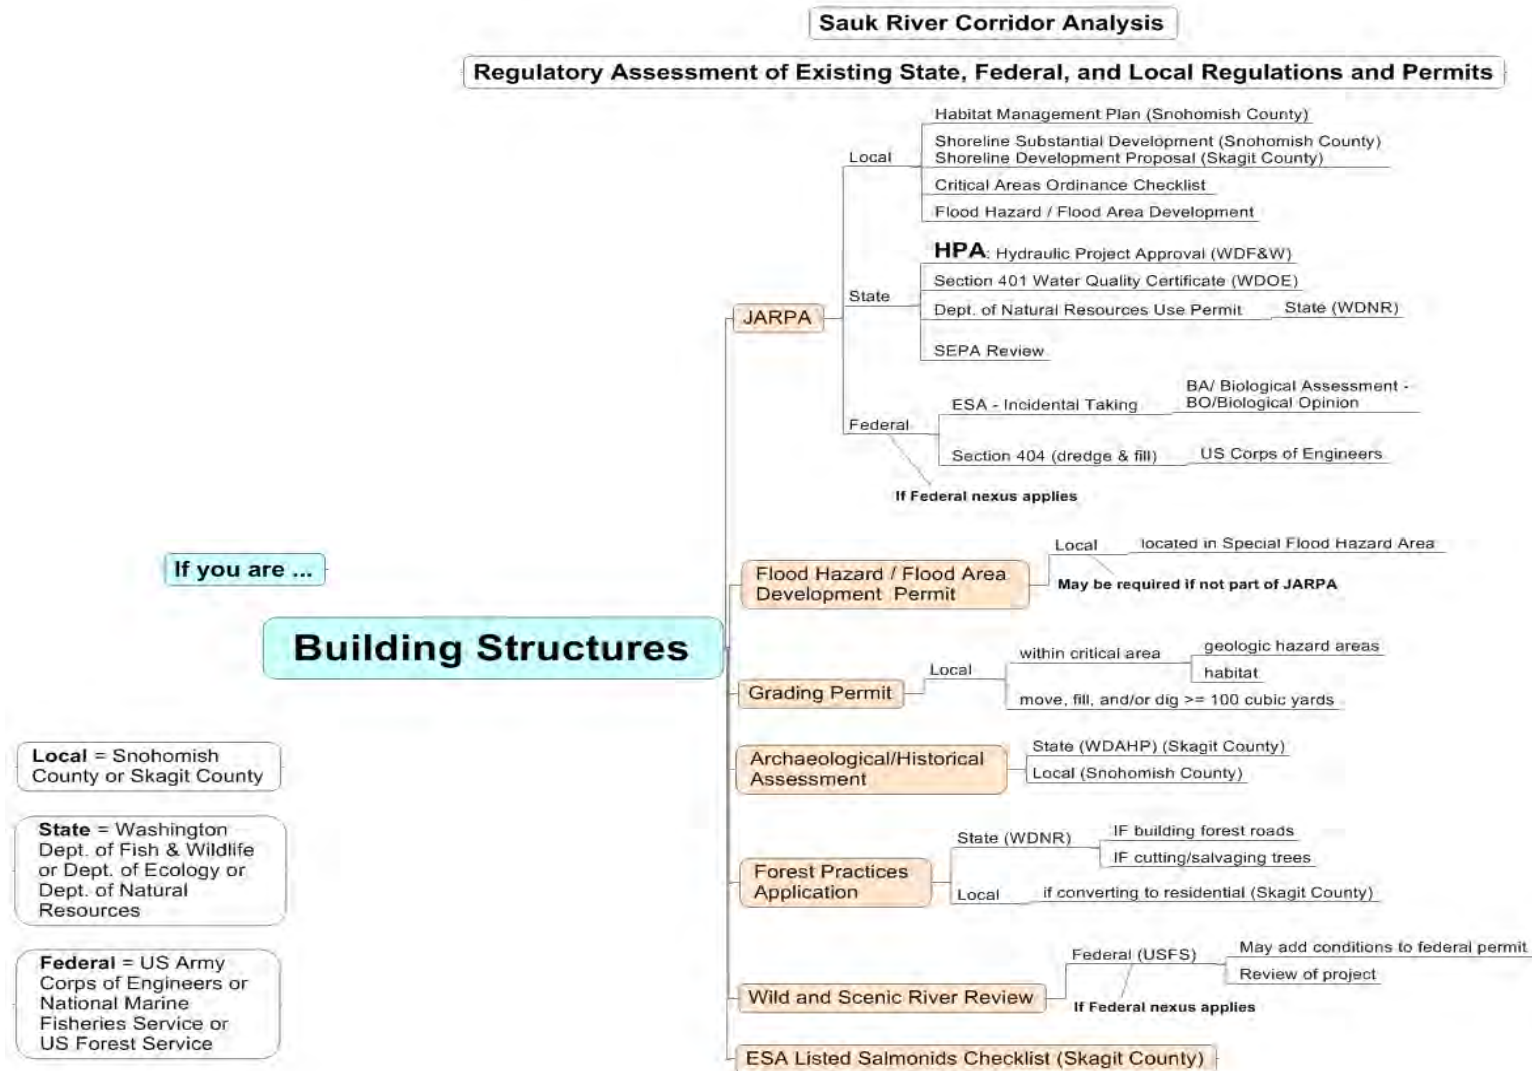 Sauk River Corridor Analysis
Regulatory Assessment of Existing State, Federal, and Local Regulations and Permits
If you are ...
Building Structures
JARPA
Local
Habitat Management Plan (Snohomish County)
Shoreline Substantial Development (Snohomish County)
Shoreline Development Proposal (Skagit County)
Critical Areas Ordinance Checklist
Flood Hazard / Flood Area Development
State
HPA: Hydraulic Project Approval (WDF&W)
Section 401 Water Quality Certificate (WDOE)
Dept. of Natural Resources Use Permit
State (WDNR)
SEPA Review
Federal
ESA - Incidental Taking
BA/ Biological Assessment -
BO/Biological Opinion
Section 404 (dredge & fill)
US Corps of Engineers
If Federal nexus applies
Flood Hazard / Flood Area
Development Permit
Local
located in Special Flood Hazard Area
May be required if not part of JARPA
Grading Permit
Local
within critical area
geologic hazard areas
habitat
move, fill, and/or dig >= 100 cubic yards
Archaeological/Historical
Assessment
State (WDAHP) (Skagit County)
Local (Snohomish County)
Forest Practices
Application
State (WDNR)
IF building forest roads
IF cutting/salvaging trees
Local
if converting to residential (Skagit County)
Wild and Scenic River Review
Federal (USFS)
May add conditions to federal permit
Review of project
If Federal nexus applies
ESA Listed Salmonids Checklist (Skagit County)
Local = Snohomish
County or Skagit County
State = Washington
Dept. of Fish & Wildlife
or Dept. of Ecology or
Dept. of Natural
Resources
Federal = US Army
Corps of Engineers or
National Marine
Fisheries Service or
US Forest Service